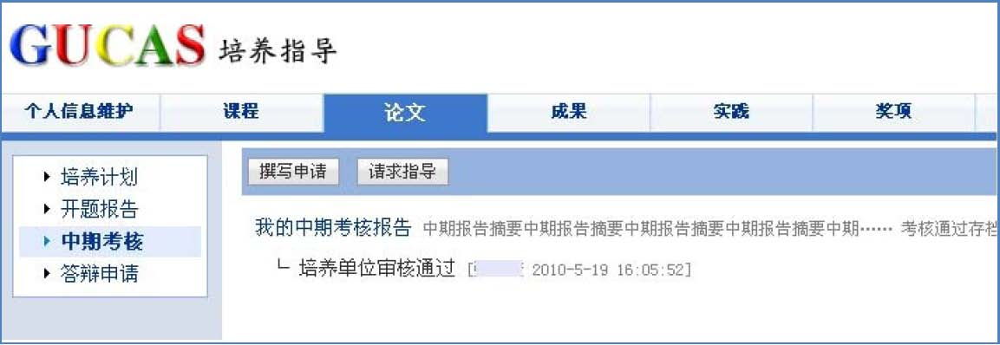 GUCAS 培养指导
个人信息维护 课程 论文 成果 实践 奖项
撰写申请 请求指导
培养计划
开题报告
中期考核
答辩申请
我的中期考核报告 中期报告摘要中期报告摘要中期报告摘要中期报告摘要中期…… 考核通过存档
└ 培养单位审核通过 [ 2010-5-19 16:05:52]